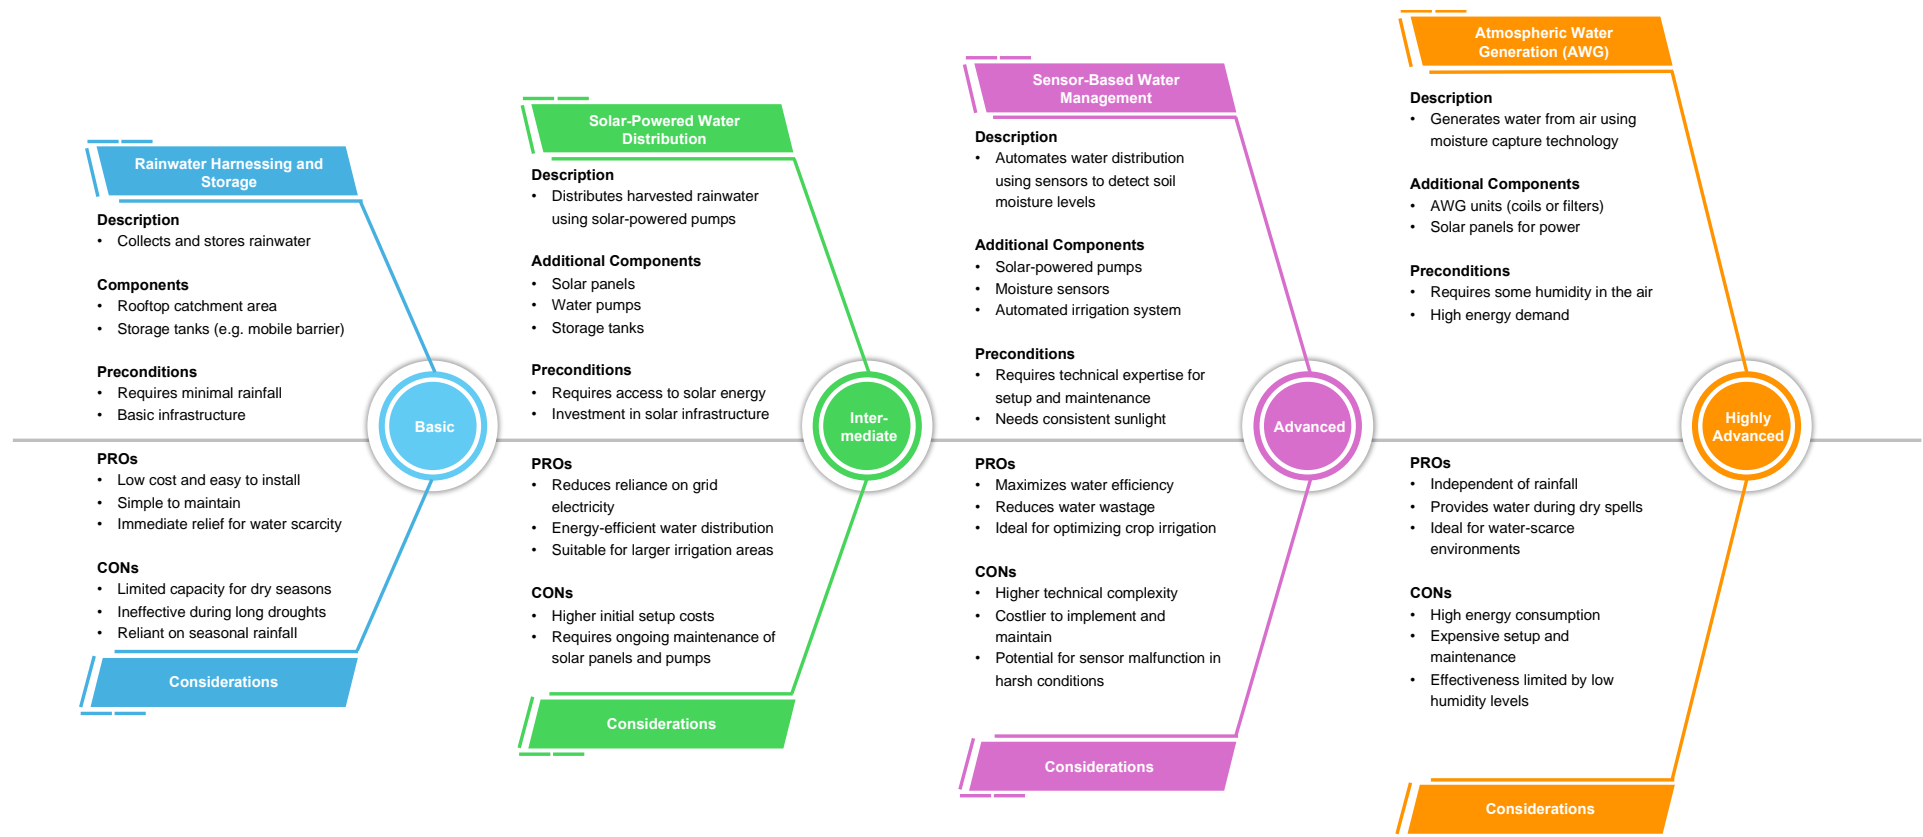 Rainwater Harnessing and
Storage
Description
• Collects and stores rainwater
Components
• Rooftop catchment area
• Storage tanks (e.g. mobile barrier)
Preconditions
• Requires minimal rainfall
• Basic infrastructure
Basic
PROs
• Low cost and easy to install
• Simple to maintain
• Immediate relief for water scarcity
CONs
• Limited capacity for dry seasons
• Ineffective during long droughts
• Reliant on seasonal rainfall
Considerations
Solar-Powered Water
Distribution
Description
• Distributes harvested rainwater
using solar-powered pumps
Additional Components
• Solar panels
• Water pumps
• Storage tanks
Preconditions
• Requires access to solar energy
• Investment in solar infrastructure
Inter-
mediate
PROs
• Reduces reliance on grid
electricity
• Energy-efficient water distribution
• Suitable for larger irrigation areas
CONs
• Higher initial setup costs
• Requires ongoing maintenance of
solar panels and pumps
Considerations
Sensor-Based Water
Management
Description
• Automates water distribution
using sensors to detect soil
moisture levels
Additional Components
• Solar-powered pumps
• Moisture sensors
• Automated irrigation system
Preconditions
• Requires technical expertise for
setup and maintenance
• Needs consistent sunlight
Advanced
PROs
• Maximizes water efficiency
• Reduces water wastage
• Ideal for optimizing crop irrigation
CONs
• Higher technical complexity
• Costlier to implement and
maintain
• Potential for sensor malfunction in
harsh conditions
Considerations
Atmospheric Water
Generation (AWG)
Description
• Generates water from air using
moisture capture technology
Additional Components
• AWG units (coils or filters)
• Solar panels for power
Preconditions
• Requires some humidity in the air
• High energy demand
Highly
Advanced
PROs
• Independent of rainfall
• Provides water during dry spells
• Ideal for water-scarce
environments
CONs
• High energy consumption
• Expensive setup and
maintenance
• Effectiveness limited by low
humidity levels
Considerations